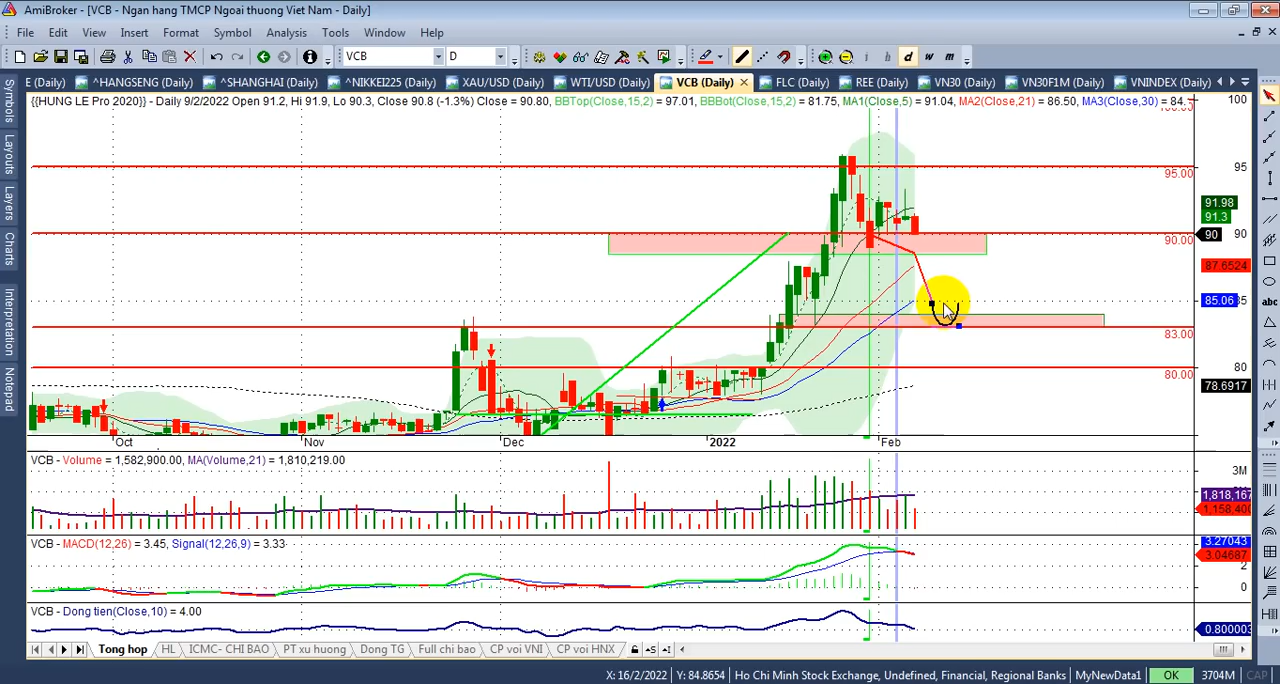 AmiBroker - [VCB - Ngan hang TMCP Ngoai thuong Viet Nam - Daily]
File Edit View Insert Format Symbol Analysis Tools Window Help
VCB D i h d w m
E (Daily) ^HANGSENG (Daily) ^SHANGHAI (Daily) ^NIKKEI225 (Daily) XAU/USD (Daily) WTI/USD (Daily) VCB (Daily) FLC (Daily) REE (Daily) VN30 (Daily) VN30F1M (Daily) VNINDEX (Daily)
{{HUNG LE Pro 2020}} - Daily 9/2/2022 Open 91.2, Hi 91.9, Lo 90.3, Close 90.8 (-1.3%) Close = 90.80, BBTop(Close,15,2) = 97.01, BBBot(Close,15,2) = 81.75, MA1(Close,5) = 91.04, MA2(Close,21) = 86.50, MA3(Close,30) = 84.
100
95
95.00
91.98
91.3
90 90
90.00
87.6524
85.06
83.00
80
80.00
78.6917
Oct Nov Dec 2022 Feb
VCB - Volume = 1,582,900.00, MA(Volume,21) = 1,810,219.00
3M
1,818,167
1,158,400
VCB - MACD(12,26) = 3.45, Signal(12,26,9) = 3.33
3.27043
3.04687
2
0
VCB - Dong tien(Close,10) = 4.00
0.800003
Tong hop HL ICMC- CHI BAO PT xu huong Dong TG Full chi bao CP voi VNI CP voi HNX
X: 16/2/2022 Y: 84.8654 Ho Chi Minh Stock Exchange, Undefined, Financial, Regional Banks MyNewData1 OK 3704M CAP
Symbols
Layouts
Layers
Charts
Interpretation
Notepad
abc